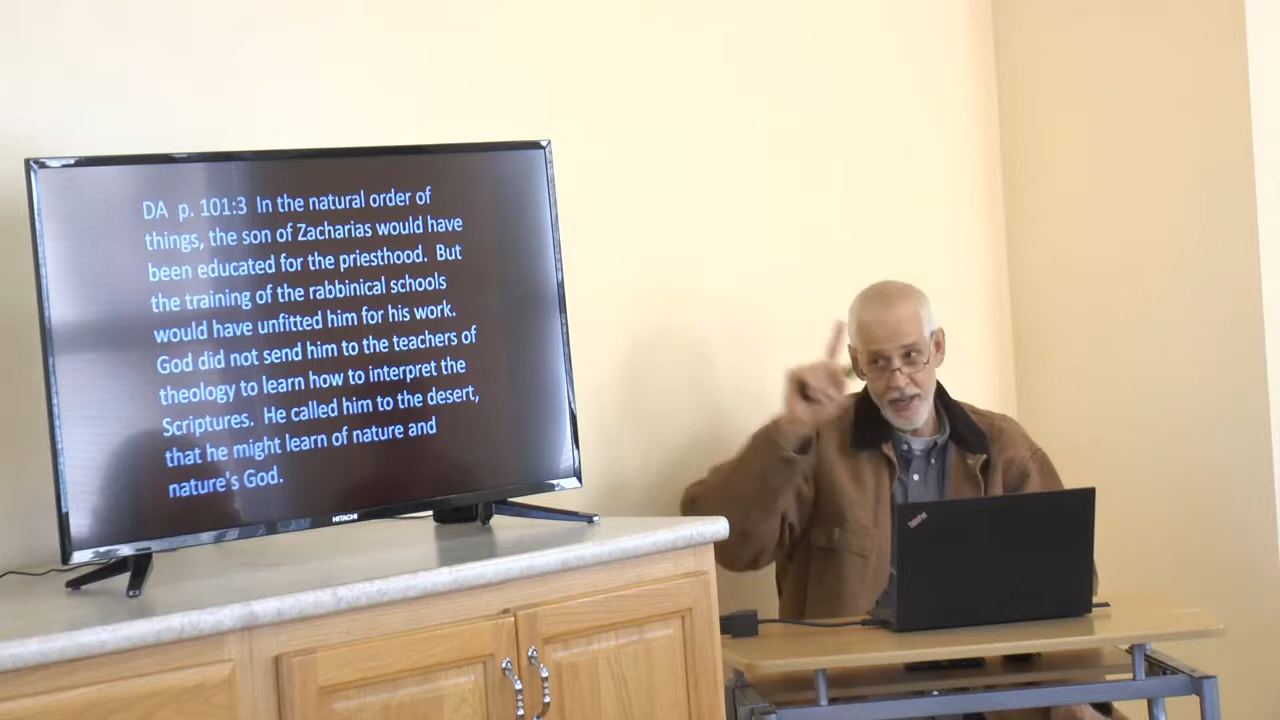 DA p. 101:3 In the natural order of
things, the son of Zacharias would have
been educated for the priesthood. But
the training of the rabbinical schools
would have unfitted him for his work.
God did not send him to the teachers of
theology to learn how to interpret the
Scriptures. He called him to the desert,
that he might learn of nature and
nature's God.
HITACHI
ThinkPad